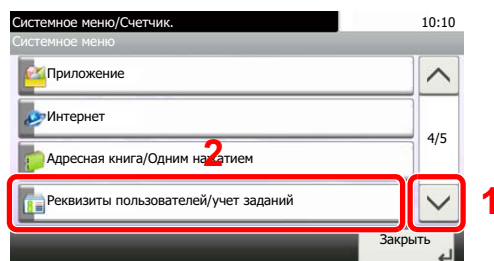 Системное меню/Счетчик.
10:10
Системное меню
Приложение
Интернет
4/5
2
Адресная книга/Одним нажатием
Реквизиты пользователей/учет заданий
1
Закрыть